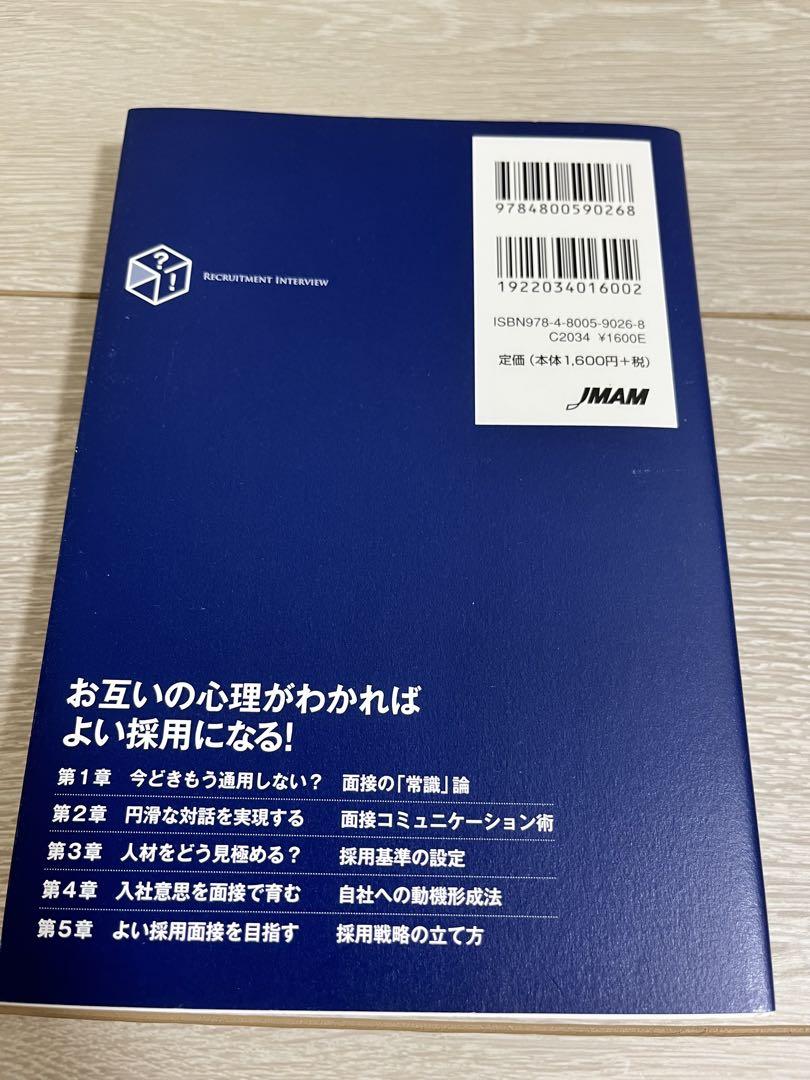 9784800590268
1922034016002
ISBN978-4-8005-9026-8
C2034 ¥1600E
定価（本体1,600円+税）
JMAM
?
!
RECRUITMENT INTERVIEW
お互いの心理がわかれば
よい採用になる！
第1章 今どきもう通用しない？ 面接の「常識」論
第2章 円滑な対話を実現する 面接コミュニケーション術
第3章 人材をどう見極める？ 採用基準の設定
第4章 入社意思を面接で育む 自社への動機形成法
第5章 よい採用面接を目指す 採用戦略の立て方